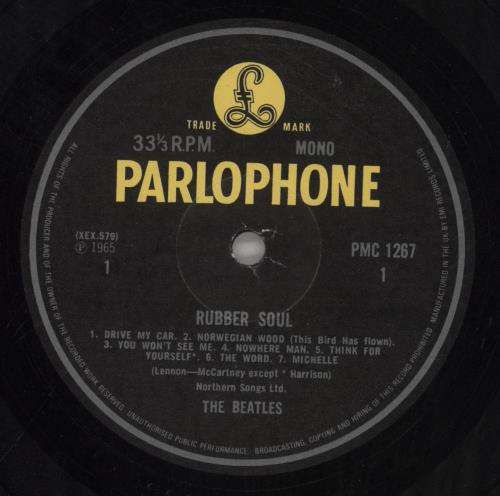 £
TRADE MARK
33⅓ R.P.M. MONO
PARLOPHONE
(XEX.579)
Ⓟ 1965
1
PMC 1267
1
RUBBER SOUL
1. DRIVE MY CAR. 2. NORWEGIAN WOOD (This Bird Has flown).
3. YOU WON'T SEE ME. 4. NOWHERE MAN. 5. THINK FOR
YOURSELF*. 6. THE WORD. 7. MICHELLE
(Lennon—McCartney except * Harrison)
Northern Songs Ltd.
THE BEATLES
ALL RIGHTS OF THE PRODUCER AND OF THE OWNER OF THE RECORDED WORK RESERVED. UNAUTHORISED PUBLIC PERFORMANCE, BROADCASTING, COPYING AND HIRING OF THIS RECORD PROHIBITED. MANUFACTURED IN THE UK BY EMI RECORDS LIMITED